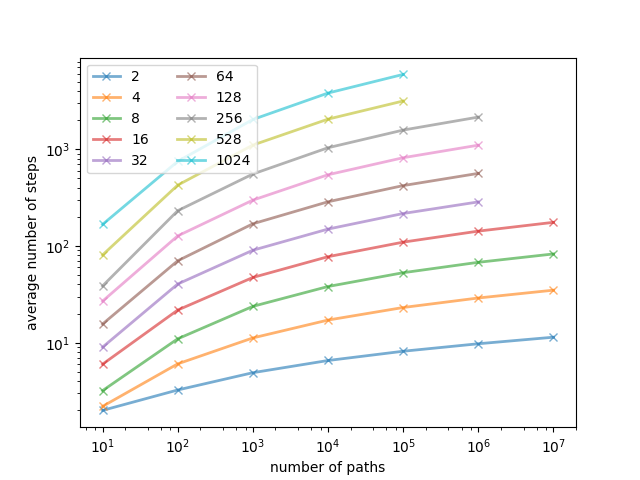 2 64
4 128
8 256
16 528
32 1024
average number of steps
10³
10²
10¹
10¹ 10² 10³ 10⁴ 10⁵ 10⁶ 10⁷
number of paths